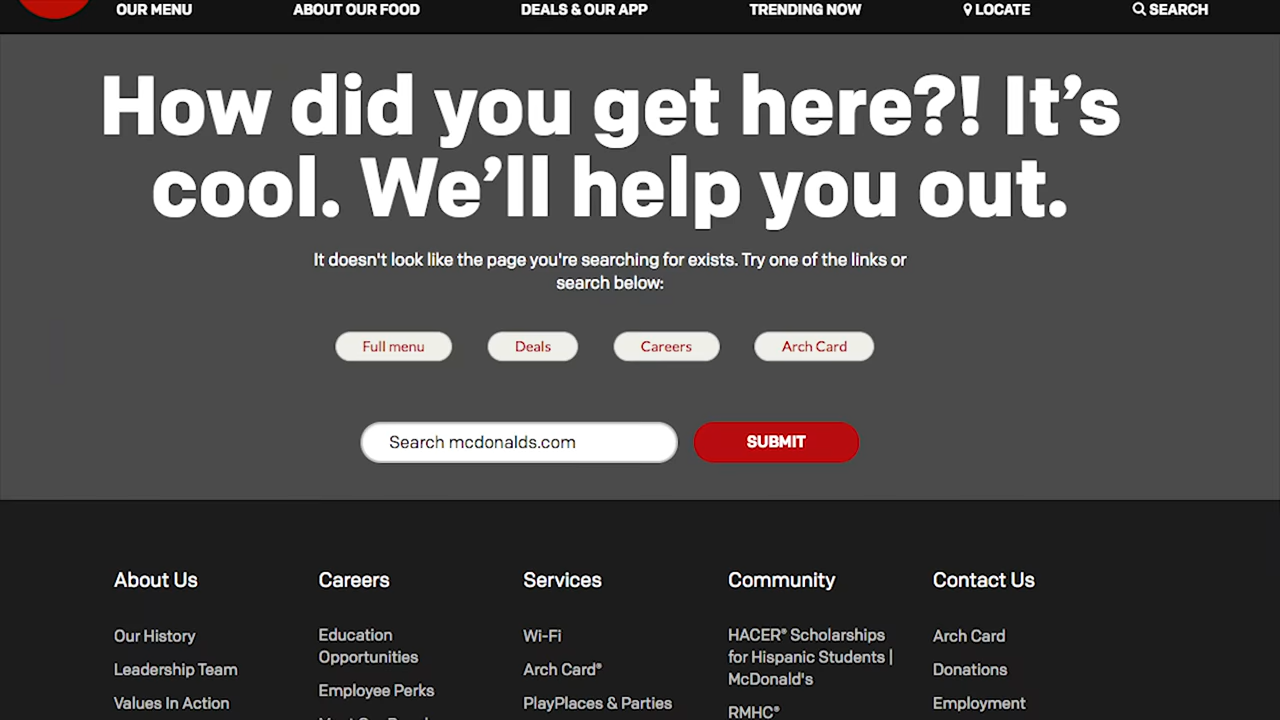 OUR MENU ABOUT OUR FOOD DEALS & OUR APP TRENDING NOW LOCATE SEARCH
How did you get here?! It's
cool. We'll help you out.
It doesn't look like the page you're searching for exists. Try one of the links or
search below:
Full menu Deals Careers Arch Card
Search mcdonalds.com SUBMIT
About Us
Our History
Leadership Team
Values In Action
Careers
Education
Opportunities
Employee Perks
Services
Wi-Fi
Arch Card®
PlayPlaces & Parties
Community
HACER® Scholarships
for Hispanic Students |
McDonald's
RMHC®
Contact Us
Arch Card
Donations
Employment